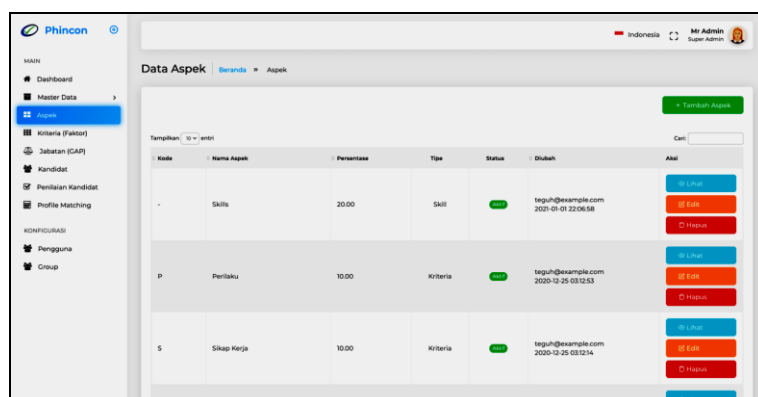 Phincon
Indonesia
Mr Admin
Super Admin
MAIN
Dashboard
Master Data
Aspek
Kriteria (Faktor)
Jabatan (GAP)
Kandidat
Penilaian Kandidat
Profile Matching
KONFIGURASI
Pengguna
Group
Data Aspek Beranda » Aspek
+ Tambah Aspek
Tampilkan 10 entri
Cari:
Kode Nama Aspek Persentase Tipe Status Diubah Aksi
- Skills 20.00 Skill Aktif teguh@example.com
2021-01-01 22:06:58
Lihat
Edit
Hapus
P Perilaku 10.00 Kriteria Aktif teguh@example.com
2020-12-25 03:12:53
Lihat
Edit
Hapus
S Sikap Kerja 10.00 Kriteria Aktif teguh@example.com
2020-12-25 03:12:14
Lihat
Edit
Hapus